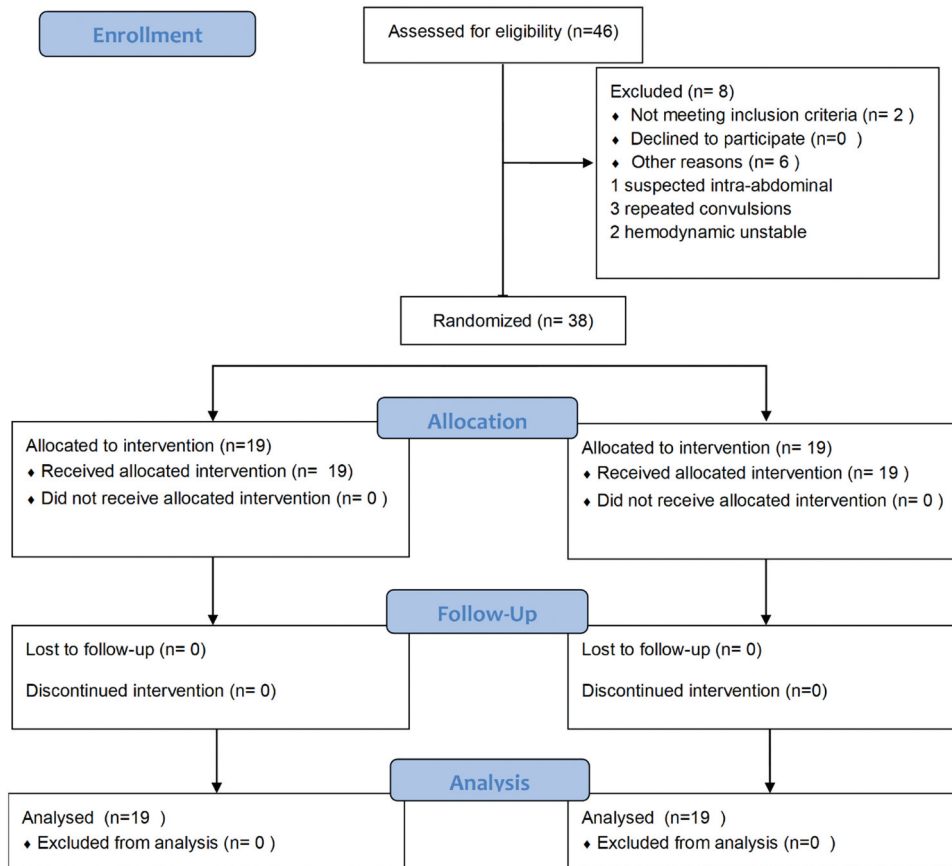 Enrollment
Assessed for eligibility (n=46)
Excluded (n= 8)
♦ Not meeting inclusion criteria (n= 2 )
♦ Declined to participate (n=0 )
♦ Other reasons (n= 6 )
1 suspected intra-abdominal
3 repeated convulsions
2 hemodynamic unstable
Randomized (n= 38)
Allocation
Allocated to intervention (n=19)
♦ Received allocated intervention (n= 19)
♦ Did not receive allocated intervention (n= 0 )
Allocated to intervention (n= 19)
♦ Received allocated intervention (n= 19 )
♦ Did not receive allocated intervention (n= 0 )
Follow-Up
Lost to follow-up (n= 0)
Discontinued intervention (n= 0)
Lost to follow-up (n= 0)
Discontinued intervention (n=0)
Analysis
Analysed (n=19 )
♦ Excluded from analysis (n= 0 )
Analysed (n=19 )
♦ Excluded from analysis (n=0 )